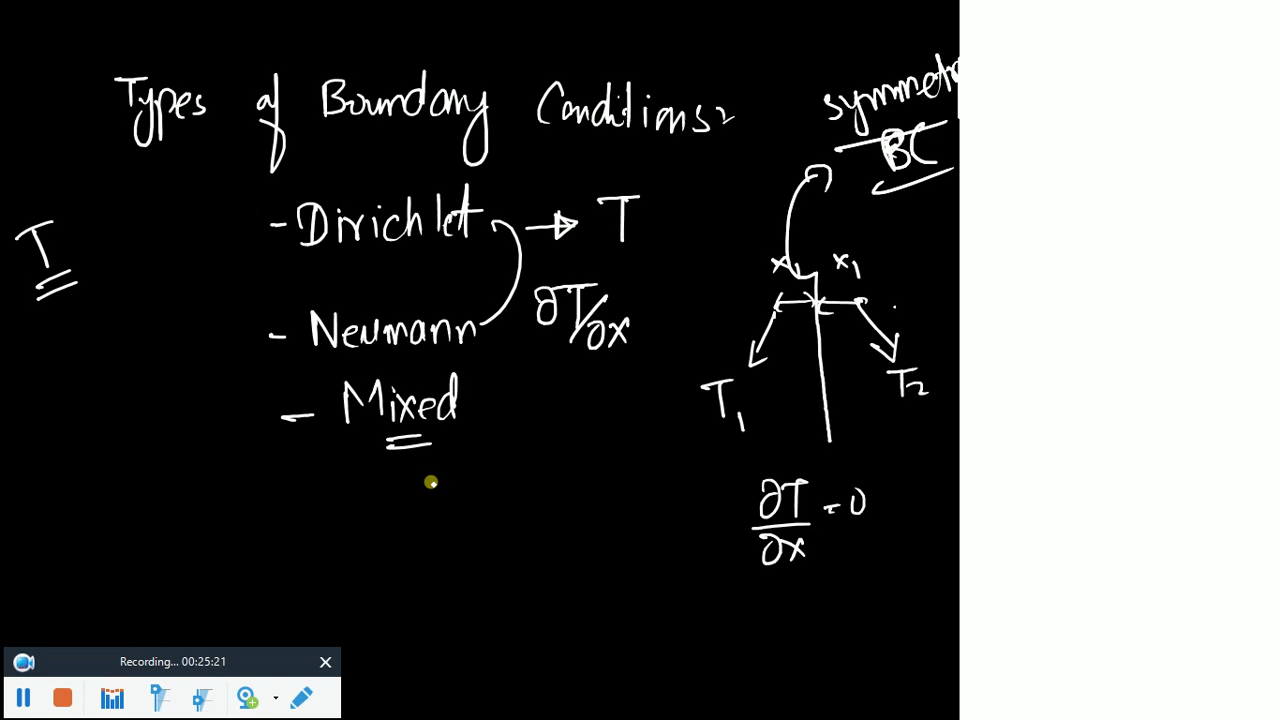 Types of Boundary Conditions:
symmetr
BC
- Dirichlet → T
T
- Neumann ∂T/∂x
- Mixed
x₁ x₁
T₁ T₂
∂T/∂x = 0
Recording... 00:25:21